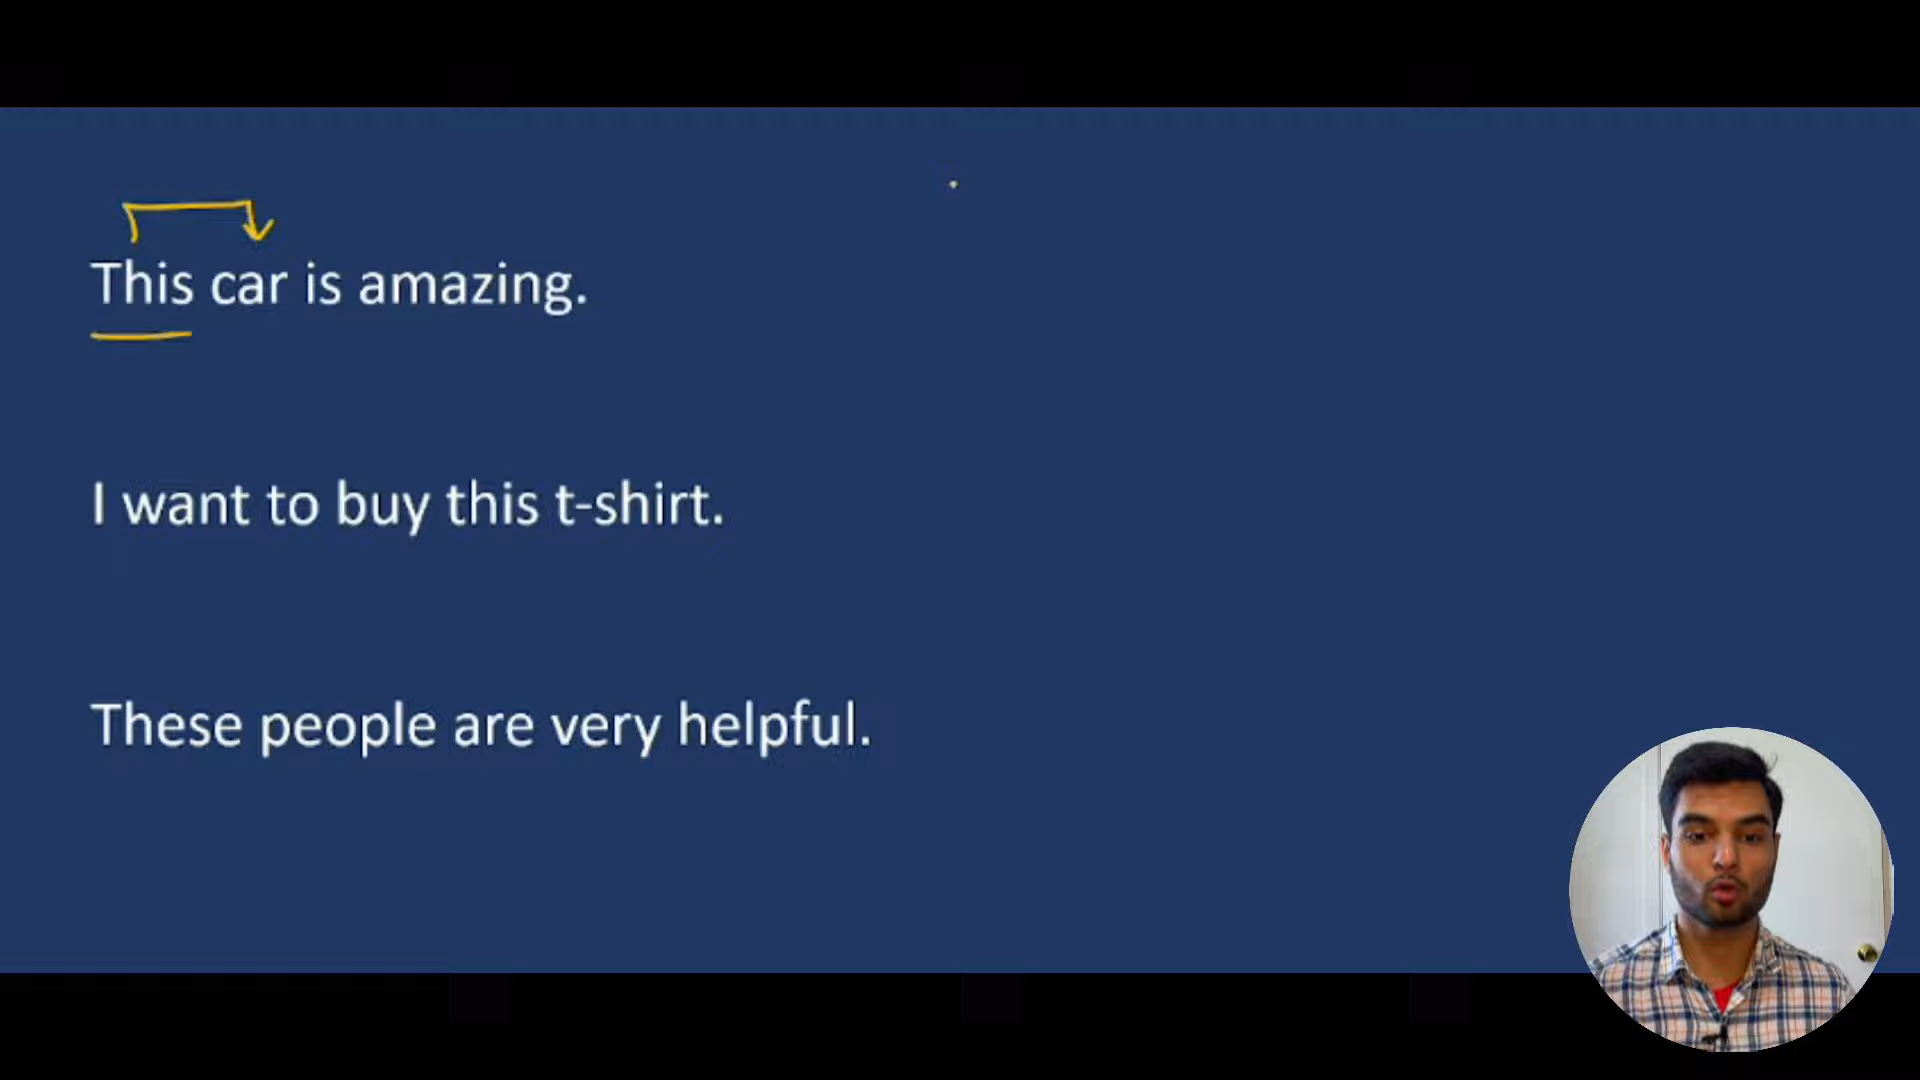 This car is amazing.
I want to buy this t-shirt.
These people are very helpful.